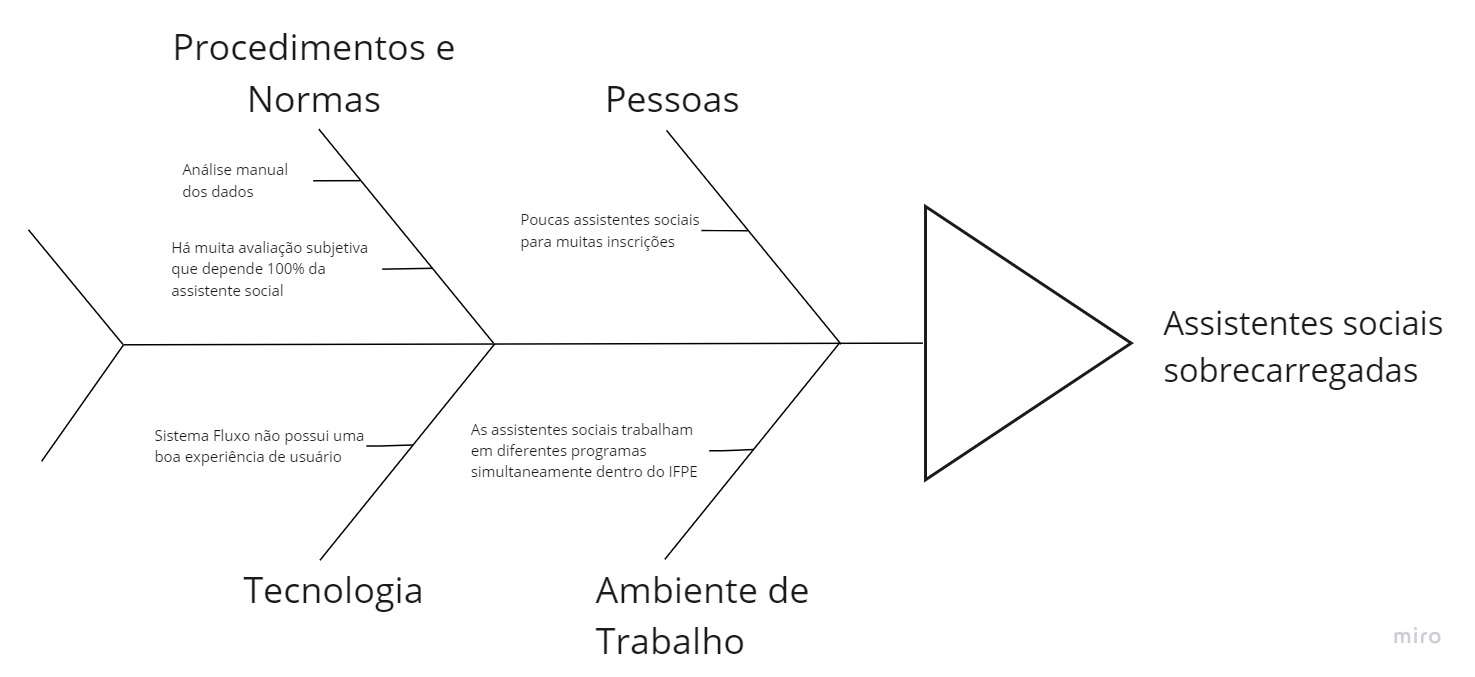 Procedimentos e
Normas
Pessoas
Análise manual
dos dados
Há muita avaliação subjetiva
que depende 100% da
assistente social
Poucas assistentes sociais
para muitas inscrições
Assistentes sociais
sobrecarregadas
Sistema Fluxo não possui uma
boa experiência de usuário
As assistentes sociais trabalham
em diferentes programas
simultaneamente dentro do IFPE
Tecnologia
Ambiente de
Trabalho
miro